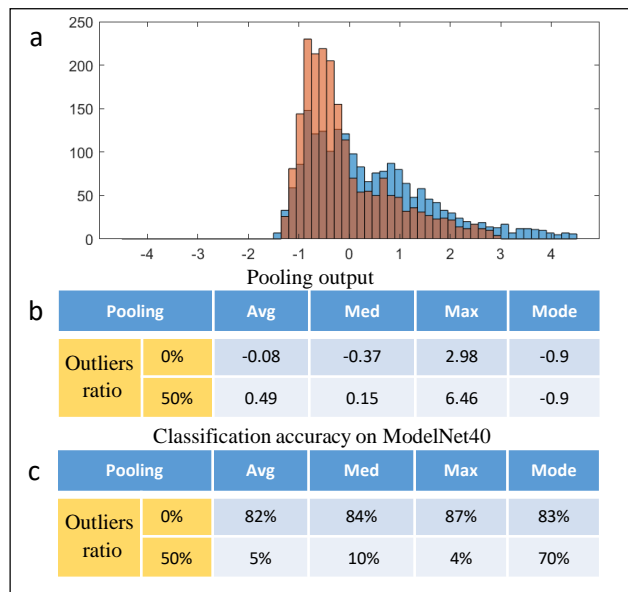 a
250
200
150
100
50
0
-4 -3 -2 -1 0 1 2 3 4
Pooling output
b
Pooling Avg Med Max Mode
Outliers ratio
0% -0.08 -0.37 2.98 -0.9
50% 0.49 0.15 6.46 -0.9
Classification accuracy on ModelNet40
c
Pooling Avg Med Max Mode
Outliers ratio
0% 82% 84% 87% 83%
50% 5% 10% 4% 70%